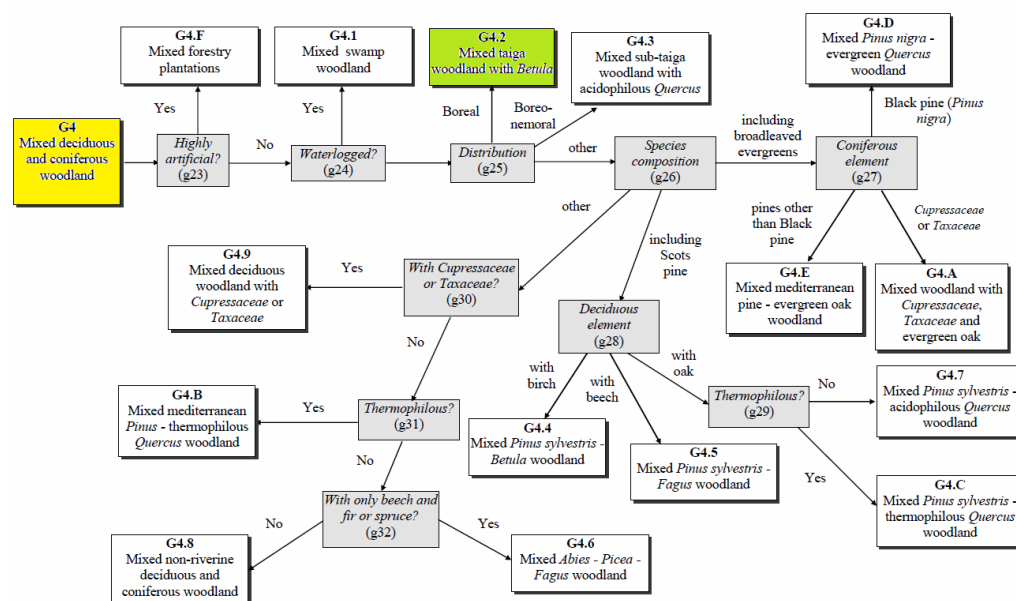 G4.F
Mixed forestry
plantations
G4.1
Mixed swamp
woodland
G4.2
Mixed taiga
woodland with Betula
G4.3
Mixed sub-taiga
woodland with
acidophilous Quercus
G4.D
Mixed Pinus nigra -
evergreen Quercus
woodland
Yes
Yes
Boreal
Boreo-
nemoral
Black pine (Pinus
nigra)
G4
Mixed deciduous
and coniferous
woodland
Highly
artificial?
(g23)
No
Waterlogged?
(g24)
Distribution
(g25)
other
Species
composition
(g26)
including
broadleaved
evergreens
Coniferous
element
(g27)
other
including
Scots
pine
pines other
than Black
pine
Cupressaceae
or Taxaceae
G4.9
Mixed deciduous
woodland with
Cupressaceae or
Taxaceae
Yes
With Cupressaceae
or Taxaceae?
(g30)
G4.E
Mixed mediterranean
pine - evergreen oak
woodland
G4.A
Mixed woodland with
Cupressaceae,
Taxaceae and
evergreen oak
Deciduous
element
(g28)
No
with
birch
with
beech
with
oak
G4.B
Mixed mediterranean
Pinus - thermophilous
Quercus woodland
Yes
Thermophilous?
(g31)
Thermophilous?
(g29)
No
G4.7
Mixed Pinus sylvestris -
acidophilous Quercus
woodland
G4.4
Mixed Pinus sylvestris -
Betula woodland
G4.5
Mixed Pinus sylvestris -
Fagus woodland
No
Yes
G4.C
Mixed Pinus sylvestris -
thermophilous Quercus
woodland
With only beech and
fir or spruce?
(g32)
No
Yes
G4.8
Mixed non-riverine
deciduous and
coniferous woodland
G4.6
Mixed Abies - Picea -
Fagus woodland